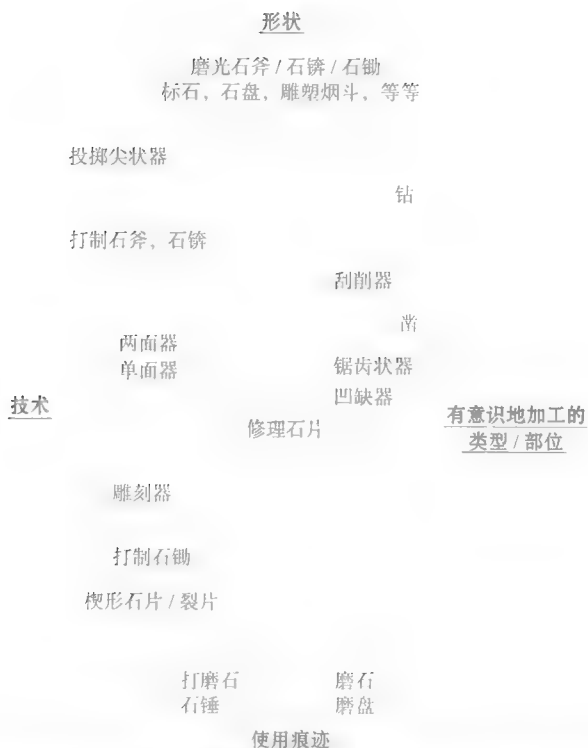 形状
磨光石斧 / 石锛 / 石锄
标石，石盘，雕塑烟斗，等等
投掷尖状器
钻
打制石斧，石锛
刮削器
凿
两面器
单面器
锯齿状器
凹缺器
技术
有意识地加工的
类型 / 部位
修理石片
雕刻器
打制石锄
楔形石片 / 裂片
打磨石
磨石
石锤
磨盘
使用痕迹